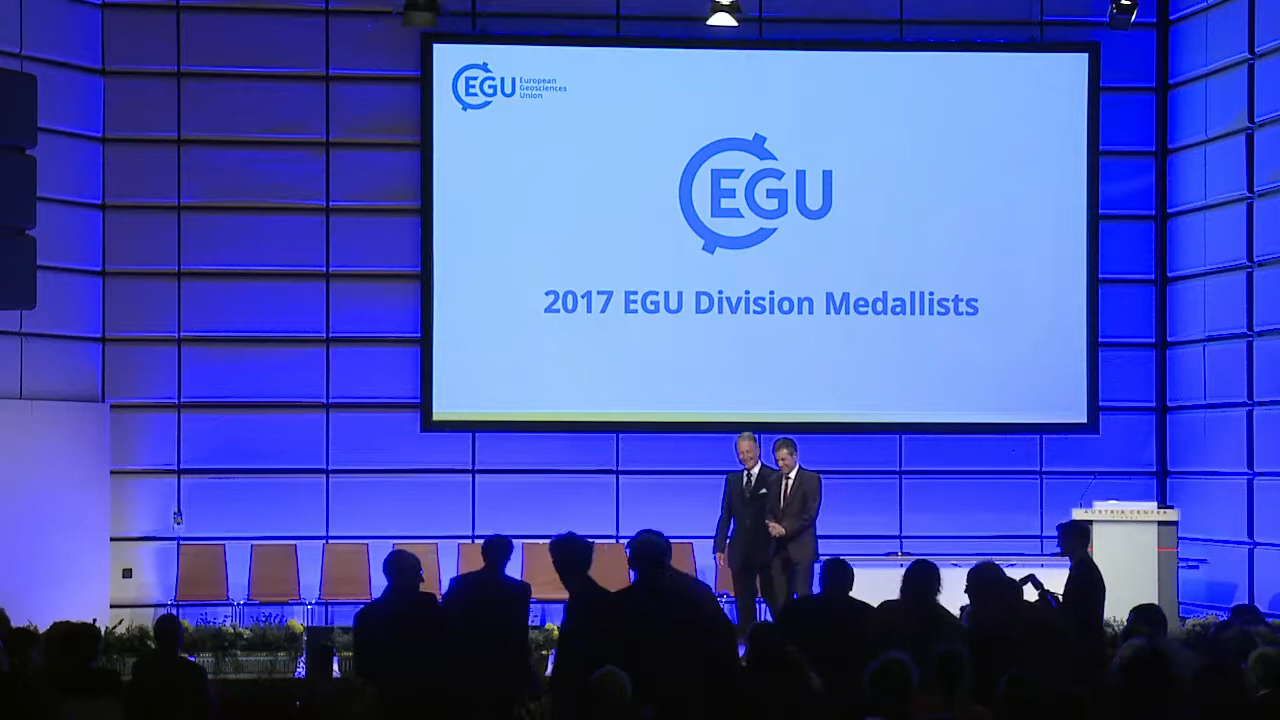 EGU
European
Geosciences
Union
EGU
2017 EGU Division Medallists
AUSTRIA CENTER